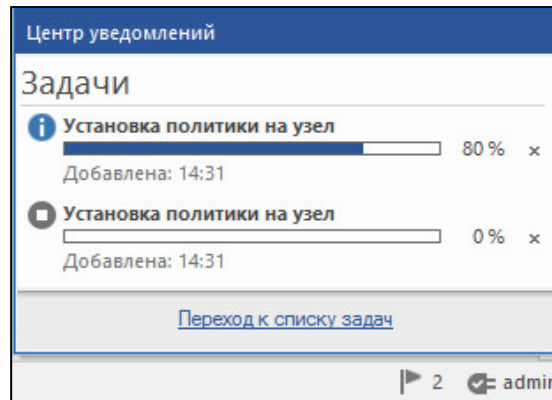 Центр уведомлений
Задачи
Установка политики на узел
80 % ×
Добавлена: 14:31
Установка политики на узел
0 % ×
Добавлена: 14:31
Переход к списку задач
2 admin